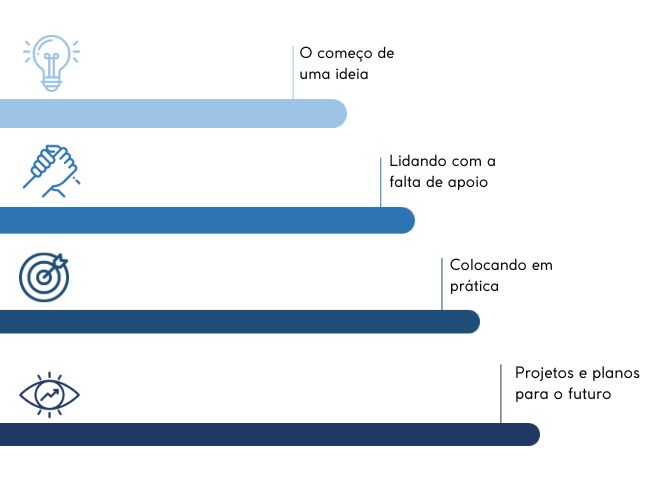 O começo de
uma ideia
Lidando com a
falta de apoio
Colocando em
prática
Projetos e planos
para o futuro